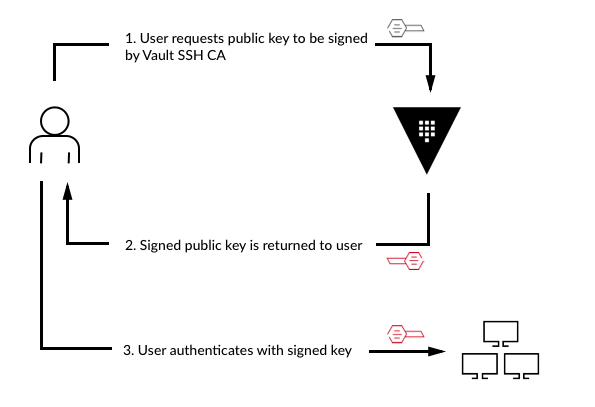 1. User requests public key to be signed
by Vault SSH CA
2. Signed public key is returned to user
3. User authenticates with signed key